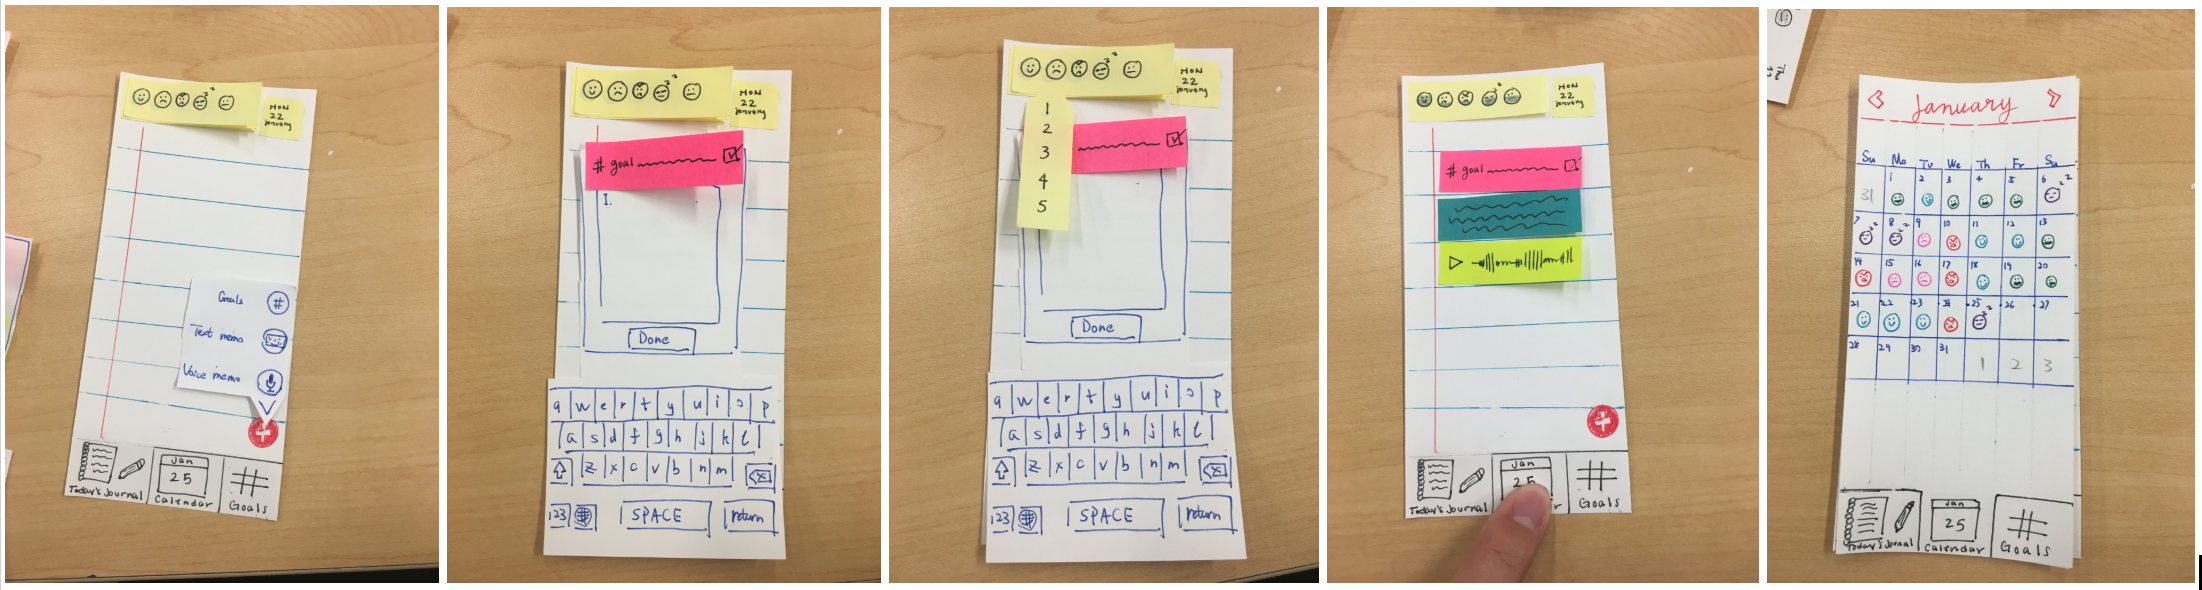 MON
22
January
Goals #
Text memo
Voice memo
+
Jan
25
Today's Journal
Calendar
Goals
MON
22
January
# goal
I.
Done
q w e r t y u i o p
a s d f g h j k l
z x c v b n m
123
SPACE
return
MON
22
January
1
2
3
4
5
Done
q w e r t y u i o p
a s d f g h j k l
z x c v b n m
123
SPACE
return
MON
22
January
# goal
+
Jan
25
Today's Journal
r
Goals
January
Su Mo Tu We Th Fr Su
31 1 2 3 4 5 6
7 8 9 10 11 12 13
14 15 16 17 18 19 20
21 22 23 24 25 26 27
28 29 30 31 1 2 3
Jan
25
Today's Jornal
Calendar
Goals